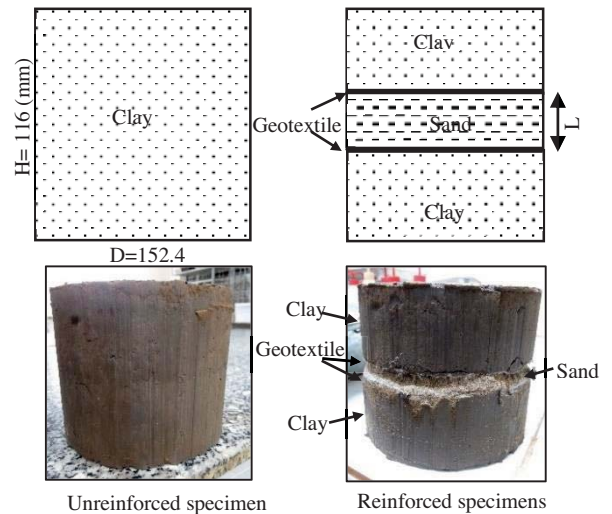 Clay
H= 116 (mm)
D=152.4
Clay
Geotextile
Sand
L
Clay
Clay
Geotextile
Sand
Clay
Unreinforced specimen
Reinforced specimens